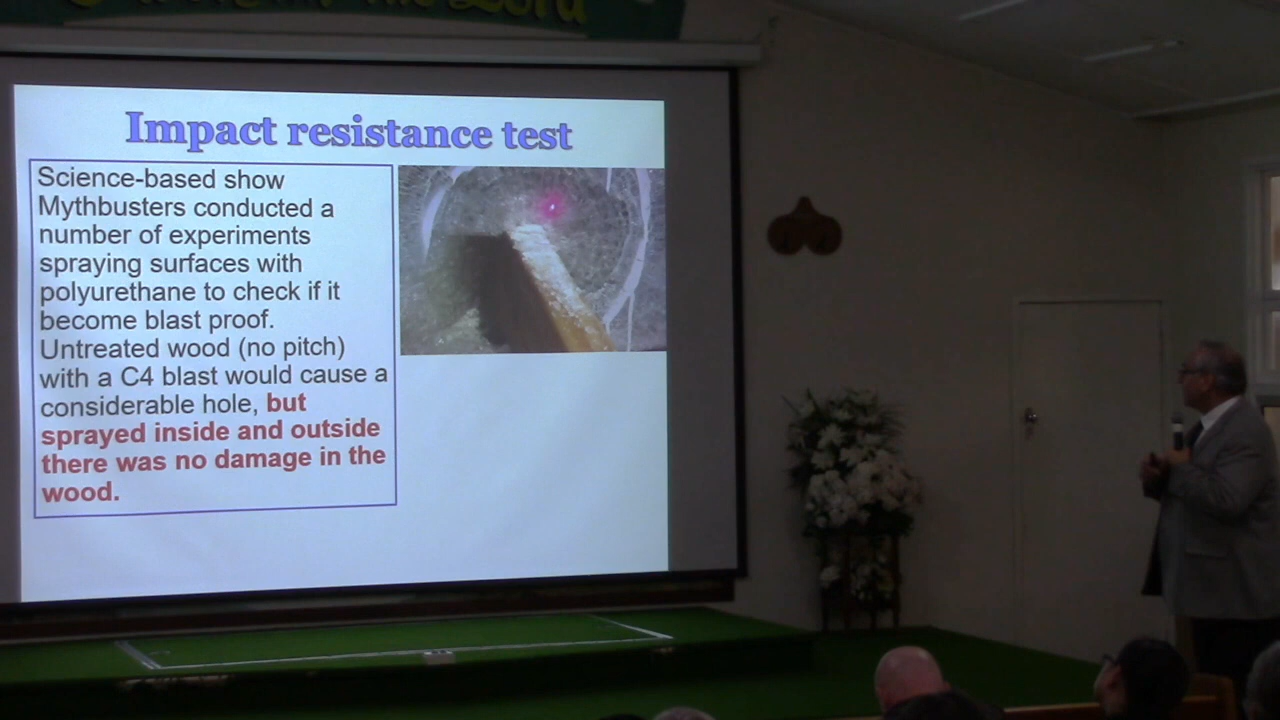 Lord
Impact resistance test
Science-based show
Mythbusters conducted a
number of experiments
spraying surfaces with
polyurethane to check if it
become blast proof.
Untreated wood (no pitch)
with a C4 blast would cause a
considerable hole, but
sprayed inside and outside
there was no damage in the
wood.